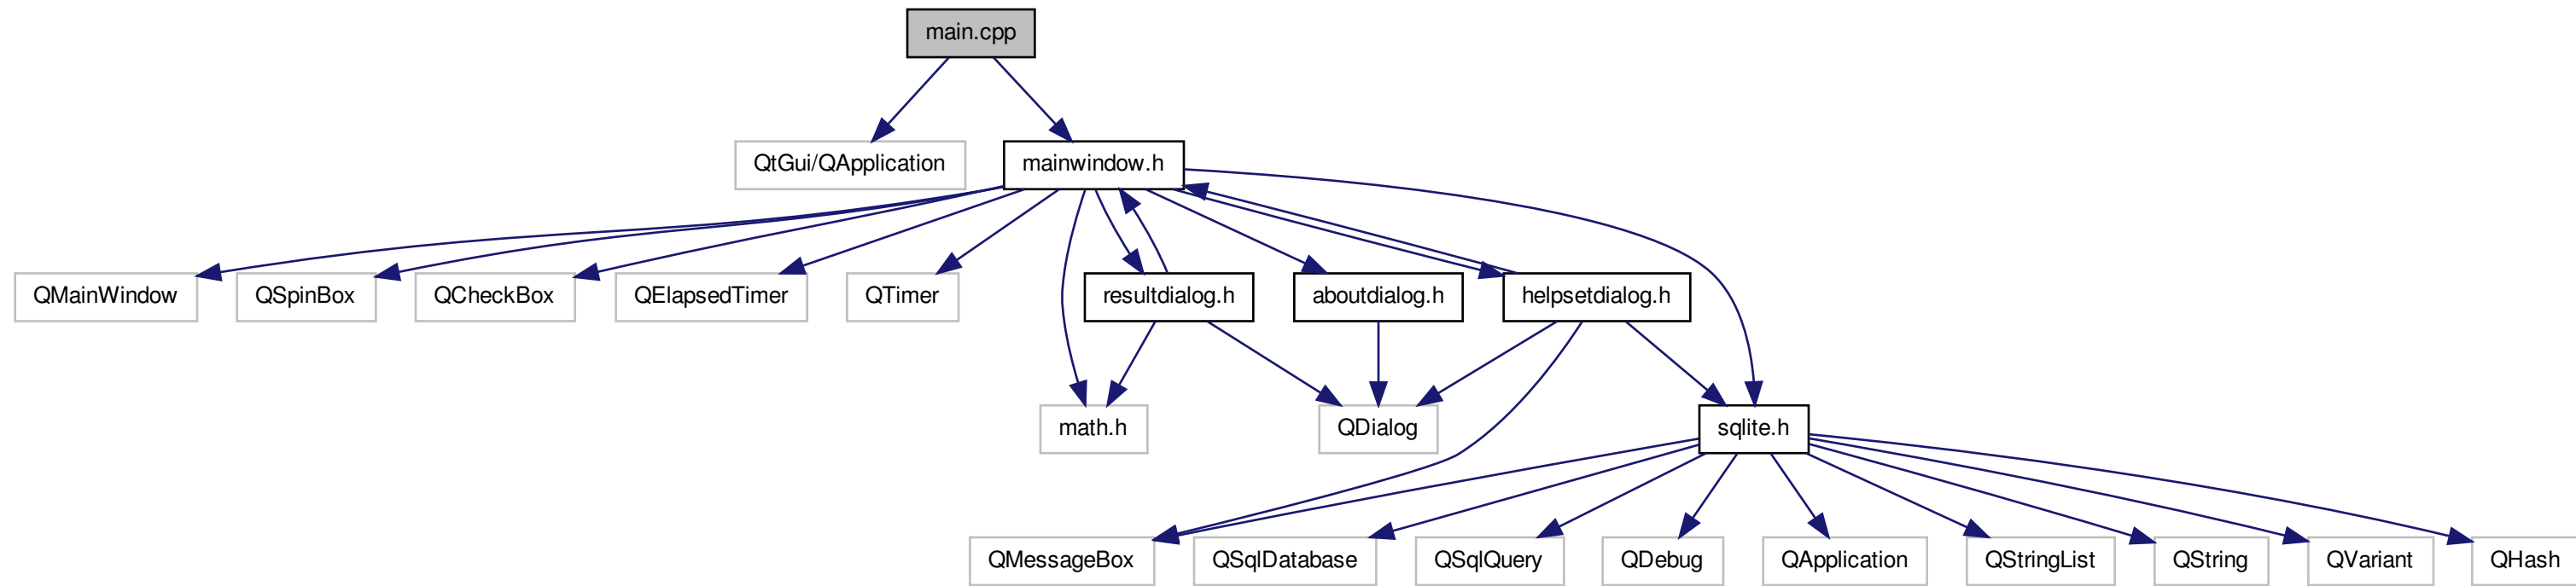 main.cpp
QtGui/QApplication
mainwindow.h
QMainWindow
QSpinBox
QCheckBox
QElapsedTimer
QTimer
resultdialog.h
aboutdialog.h
helpsetdialog.h
math.h
QDialog
sqlite.h
QMessageBox
QSqlDatabase
QSqlQuery
QDebug
QApplication
QStringList
QString
QVariant
QHash